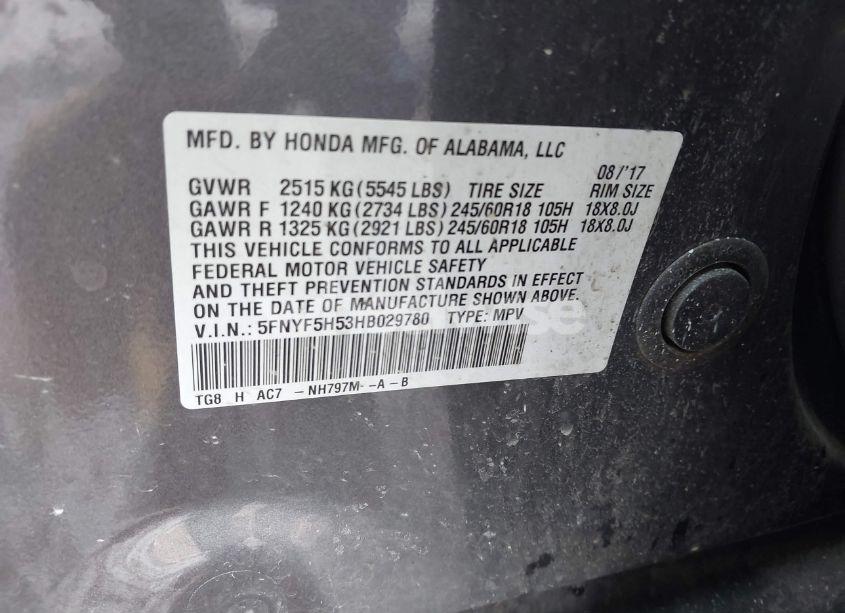 MFD. BY HONDA MFG. OF ALABAMA, LLC
08/'17
GVWR 2515 KG (5545 LBS) TIRE SIZE RIM SIZE
GAWR F 1240 KG (2734 LBS) 245/60R18 105H 18X8.0J
GAWR R 1325 KG (2921 LBS) 245/60R18 105H 18X8.0J
THIS VEHICLE CONFORMS TO ALL APPLICABLE
FEDERAL MOTOR VEHICLE SAFETY
AND THEFT PREVENTION STANDARDS IN EFFECT
ON THE DATE OF MANUFACTURE SHOWN ABOVE.
V.I.N.: 5FNYF5H53HB029780 TYPE: MPV
TG8 H AC7 -NH797M--A-B